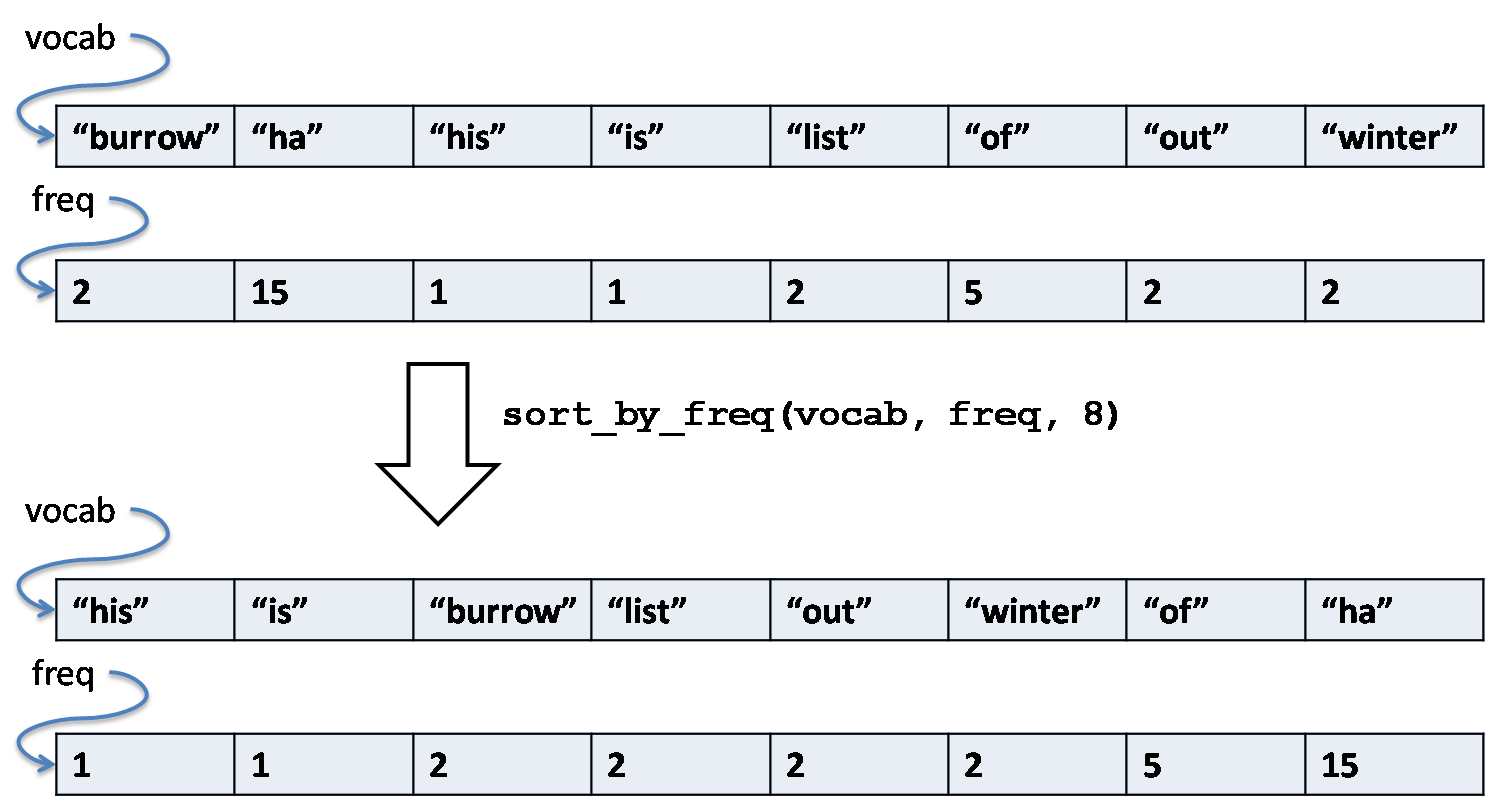 vocab
“burrow” “ha” “his” “is” “list” “of” “out” “winter”
freq
2 15 1 1 2 5 2 2
sort_by_freq(vocab, freq, 8)
vocab
“his” “is” “burrow” “list” “out” “winter” “of” “ha”
freq
1 1 2 2 2 2 5 15